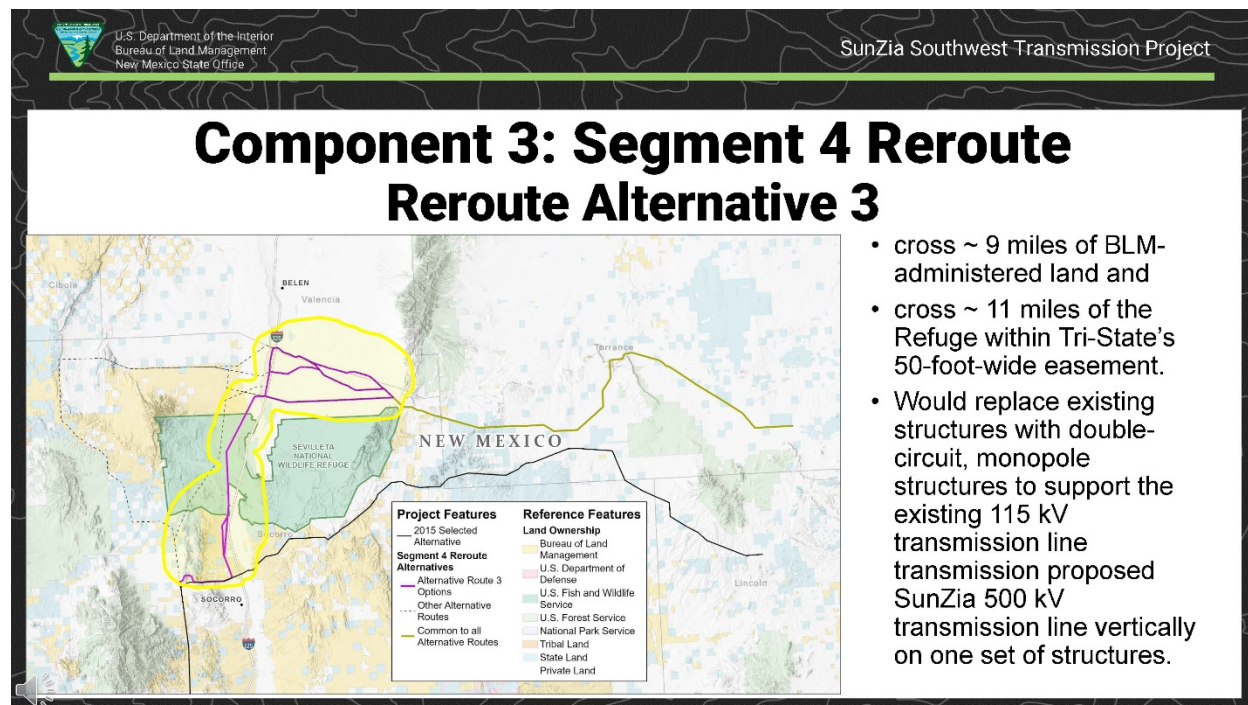 U.S. Department of the Interior
Bureau of Land Management
New Mexico State Office
SunZia Southwest Transmission Project
Component 3: Segment 4 Reroute
Reroute Alternative 3
Cibola
BELEN
Valencia
Torrance
NEW MEXICO
SEVILLETA
NATIONAL
WILDLIFE REFUGE
Socorro
SOCORRO
Lincoln
Project Features
2015 Selected
Alternative
Segment 4 Reroute
Alternatives
Alternative Route 3
Options
Other Alternative
Routes
Common to all
Alternative Routes
Reference Features
Land Ownership
Bureau of Land
Management
U.S. Department of
Defense
U.S. Fish and Wildlife
Service
U.S. Forest Service
National Park Service
Tribal Land
State Land
Private Land
• cross ~ 9 miles of BLM-
administered land and
• cross ~ 11 miles of the
Refuge within Tri-State's
50-foot-wide easement.
• Would replace existing
structures with double-
circuit, monopole
structures to support the
existing 115 kV
transmission line
transmission proposed
SunZia 500 kV
transmission line vertically
on one set of structures.